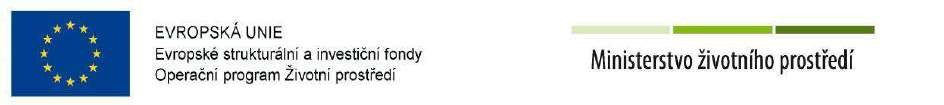 EVROPSKÁ UNIE
Evropské strukturální a investiční fondy
Operační program Životní prostředí
Ministerstvo životního prostředí